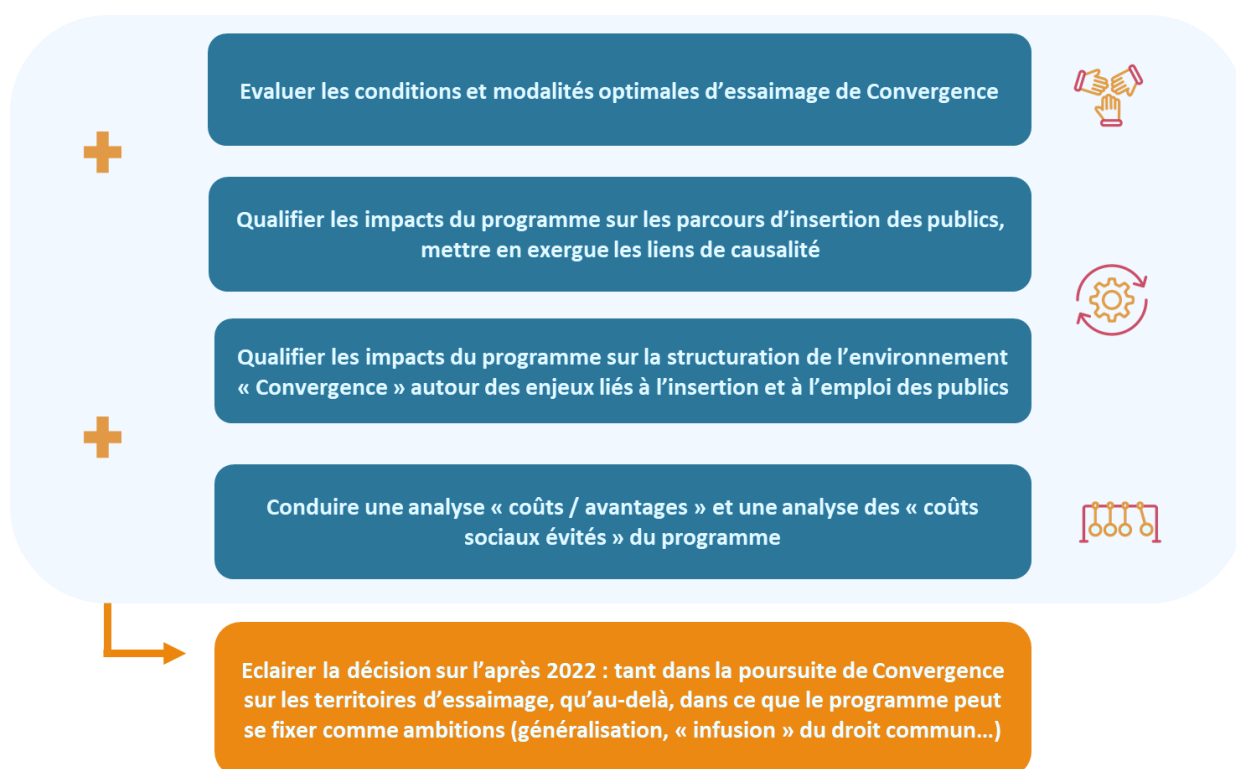 Evaluer les conditions et modalités optimales d’essaimage de Convergence
Qualifier les impacts du programme sur les parcours d’insertion des publics,
mettre en exergue les liens de causalité
Qualifier les impacts du programme sur la structuration de l’environnement
« Convergence » autour des enjeux liés à l’insertion et à l’emploi des publics
Conduire une analyse « coûts / avantages » et une analyse des « coûts
sociaux évités » du programme
Eclairer la décision sur l’après 2022 : tant dans la poursuite de Convergence
sur les territoires d’essaimage, qu’au-delà, dans ce que le programme peut
se fixer comme ambitions (généralisation, « infusion » du droit commun…)